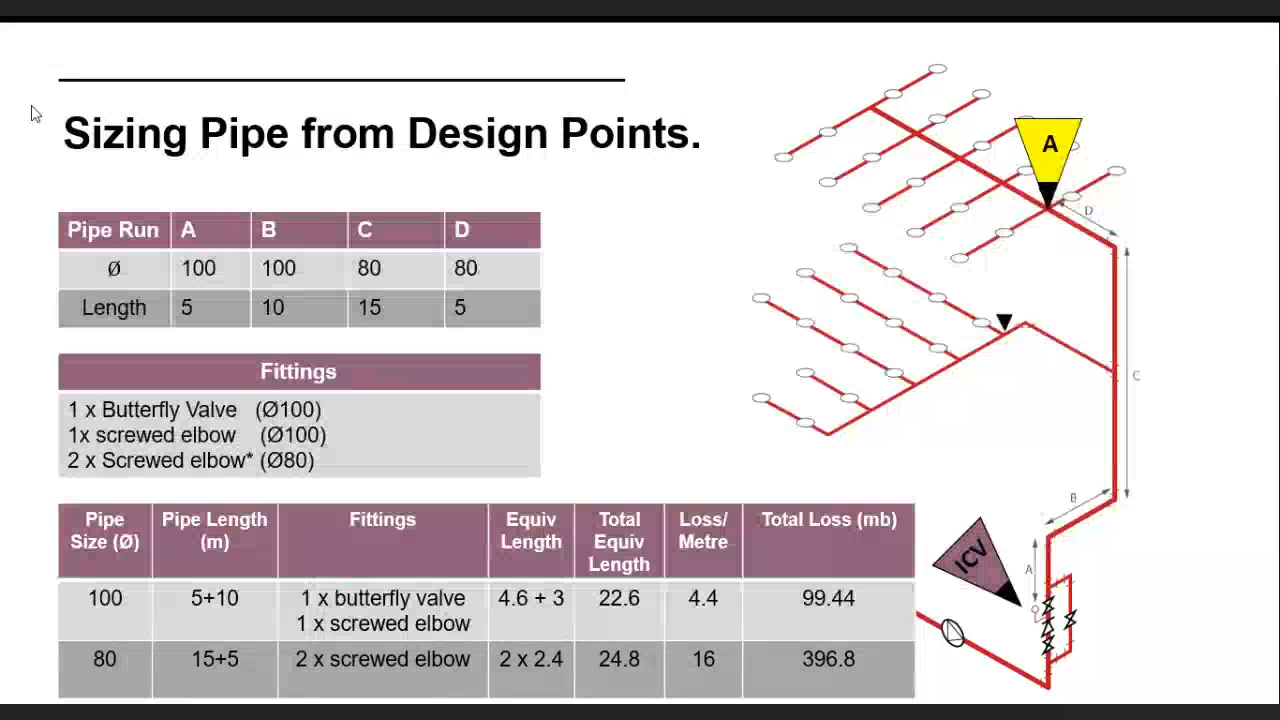 Sizing Pipe from Design Points.
Pipe Run A B C D
Ø 100 100 80 80
Length 5 10 15 5
Fittings
1 x Butterfly Valve (Ø100)
1x screwed elbow (Ø100)
2 x Screwed elbow* (Ø80)
Pipe Size (Ø) Pipe Length (m) Fittings Equiv Length Total Equiv Length Loss/ Metre Total Loss (mb)
100 5+10 1 x butterfly valve 1 x screwed elbow 4.6 + 3 22.6 4.4 99.44
80 15+5 2 x screwed elbow 2 x 2.4 24.8 16 396.8
A
D
C
B
A
ICV